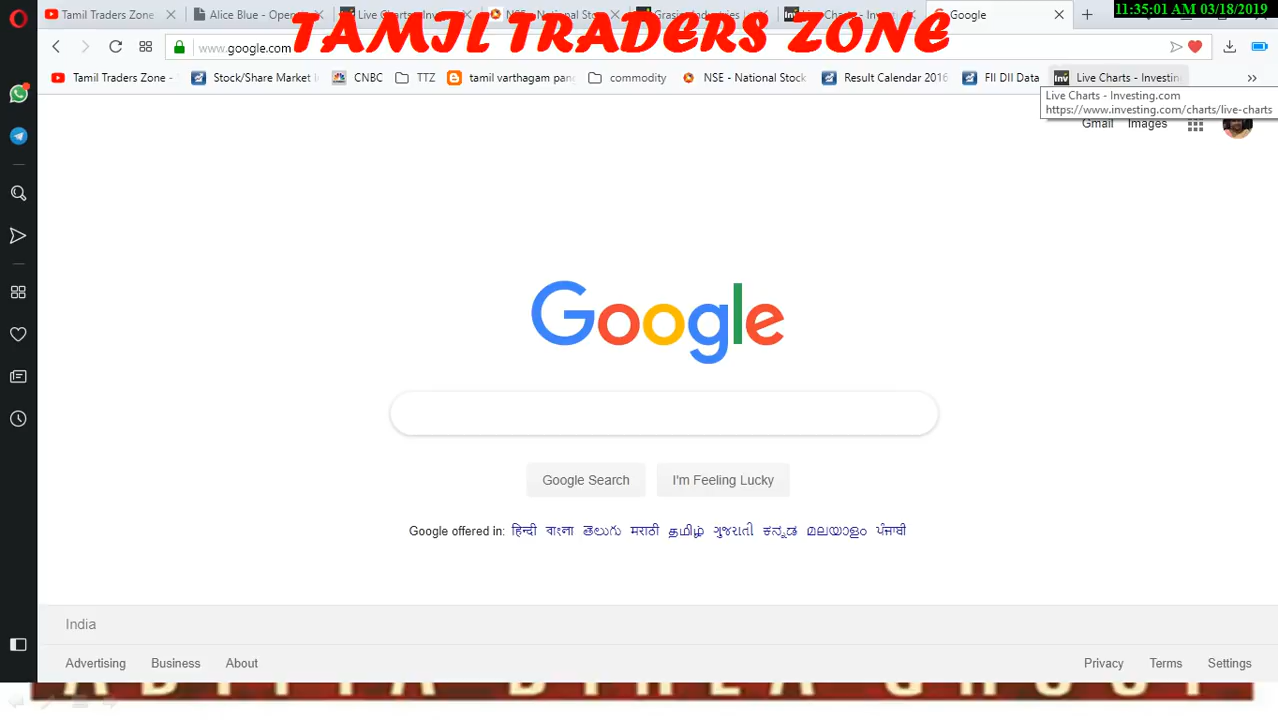 11:35:01 AM 03/18/2019
Tamil Traders Zone
Alice Blue - Open
Google
TAMIL TRADERS ZONE
www.google.com
Tamil Traders Zone -
Stock/Share Market
CNBC
TTZ
tamil varthagam pan
commodity
NSE - National Stock
Result Calendar 2016
FII DII Data
Live Charts - Investin
Live Charts - Investing.com
https://www.investing.com/charts/live-charts
Gmail
Images
Google
Google Search
I'm Feeling Lucky
Google offered in: हिन्दी বাংলা తెలుగు मराठी தமிழ் ગુજરાતી ಕನ್ನಡ മലയാളം ਪੰਜਾਬੀ
India
Advertising
Business
About
Privacy
Terms
Settings